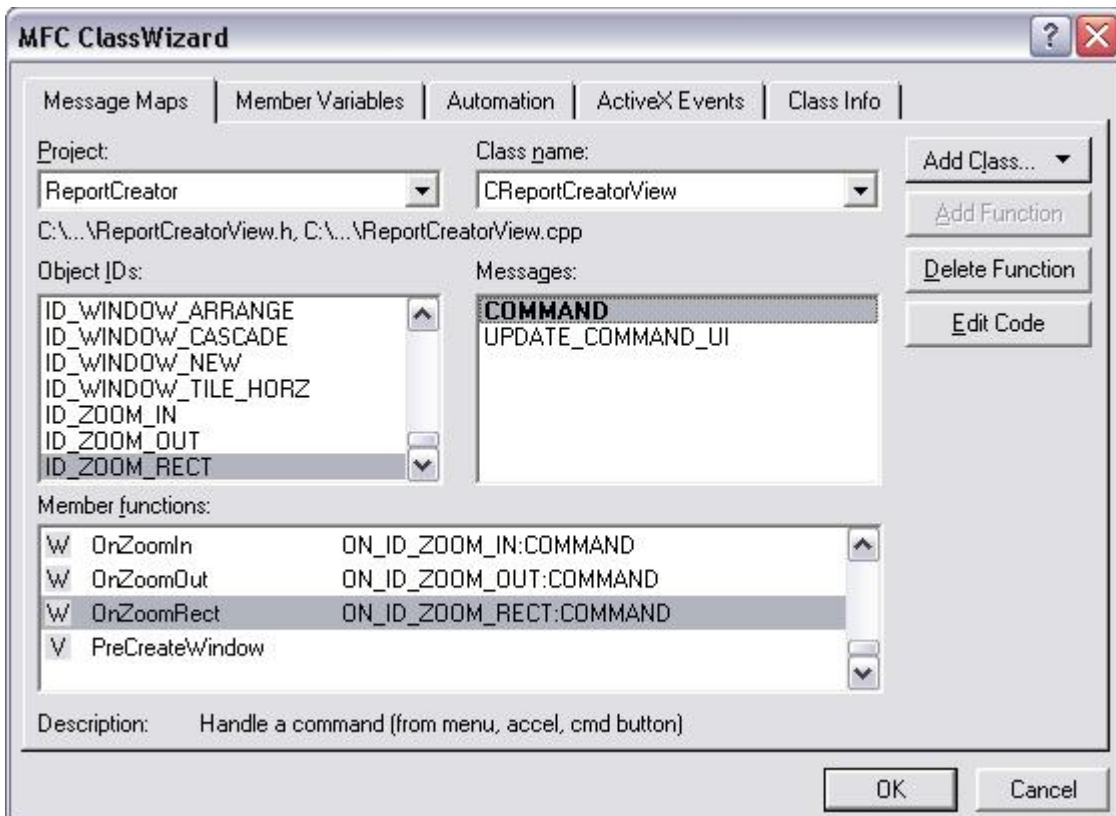 MFC ClassWizard
Message Maps
Member Variables
Automation
ActiveX Events
Class Info
Project:
Class name:
ReportCreator
CReportCreatorView
Add Class...
Add Function
Delete Function
Edit Code
C:\...\ReportCreatorView.h, C:\...\ReportCreatorView.cpp
Object IDs:
ID_WINDOW_ARRANGE
ID_WINDOW_CASCADE
ID_WINDOW_NEW
ID_WINDOW_TILE_HORZ
ID_ZOOM_IN
ID_ZOOM_OUT
ID_ZOOM_RECT
Messages:
COMMAND
UPDATE_COMMAND_UI
Member functions:
W OnZoomIn ON_ID_ZOOM_IN:COMMAND
W OnZoomOut ON_ID_ZOOM_OUT:COMMAND
W OnZoomRect ON_ID_ZOOM_RECT:COMMAND
V PreCreateWindow
Description: Handle a command (from menu, accel, cmd button)
OK
Cancel